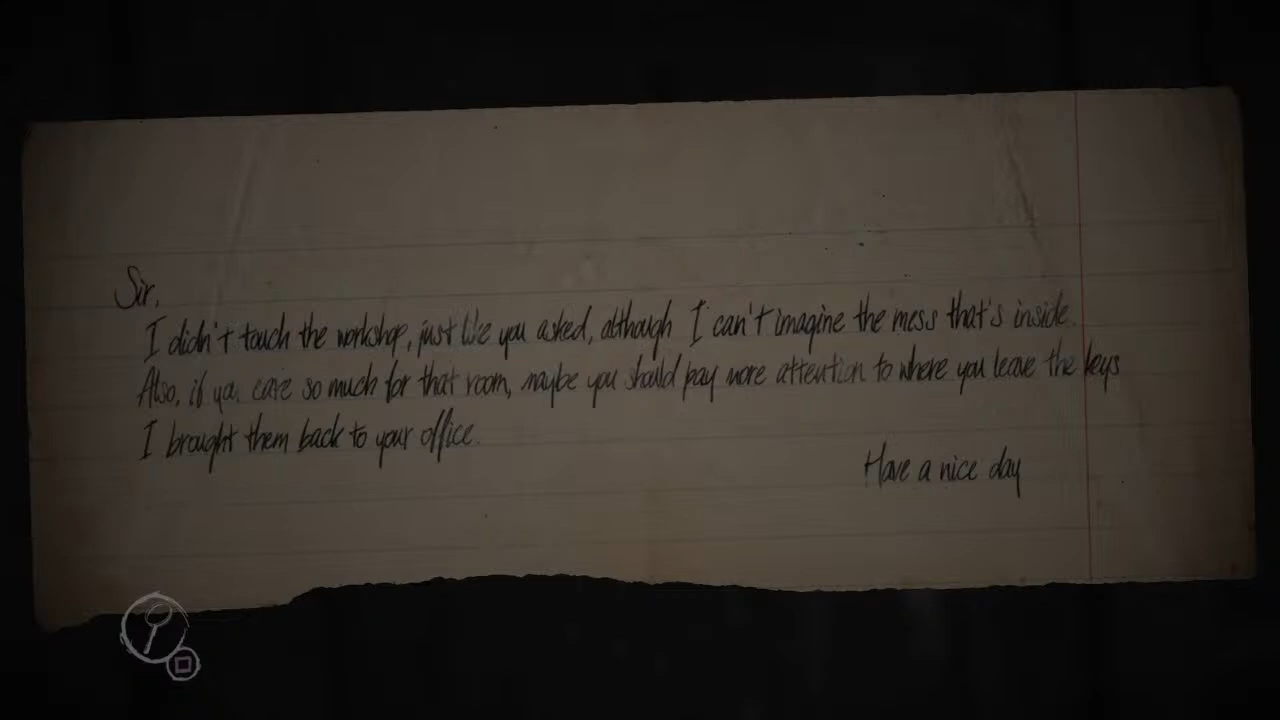 Sir,
I didn't touch the workshop, just like you asked, although I can't imagine the mess that's inside.
Also, if you care so much for that room, maybe you should pay more attention to where you leave the keys
I brought them back to your office.
Have a nice day